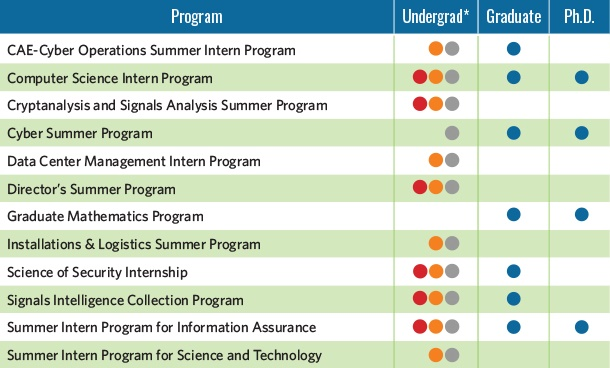 Program Undergrad* Graduate Ph.D.
CAE-Cyber Operations Summer Intern Program
Computer Science Intern Program
Cryptanalysis and Signals Analysis Summer Program
Cyber Summer Program
Data Center Management Intern Program
Director's Summer Program
Graduate Mathematics Program
Installations & Logistics Summer Program
Science of Security Internship
Signals Intelligence Collection Program
Summer Intern Program for Information Assurance
Summer Intern Program for Science and Technology